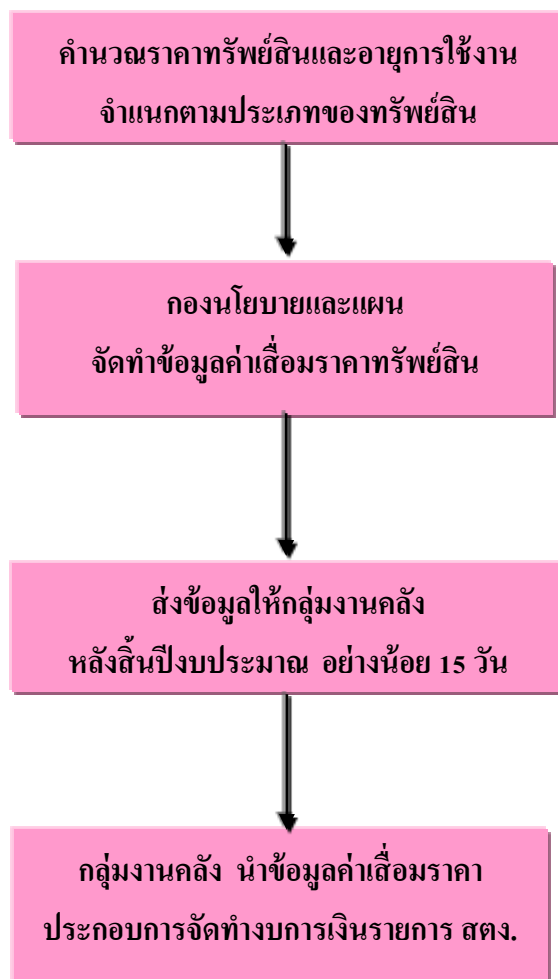 คำนวณราคาทรัพย์สินและอายุการใช้งาน
จำแนกตามประเภทของทรัพย์สิน
กองนโยบายและแผน
จัดทำข้อมูลค่าเสื่อมราคาทรัพย์สิน
ส่งข้อมูลให้กลุ่มงานคลัง
หลังสิ้นปีงบประมาณ อย่างน้อย 15 วัน
กลุ่มงานคลัง นำข้อมูลค่าเสื่อมราคา
ประกอบการจัดทำงบการเงินรายการ สตง.